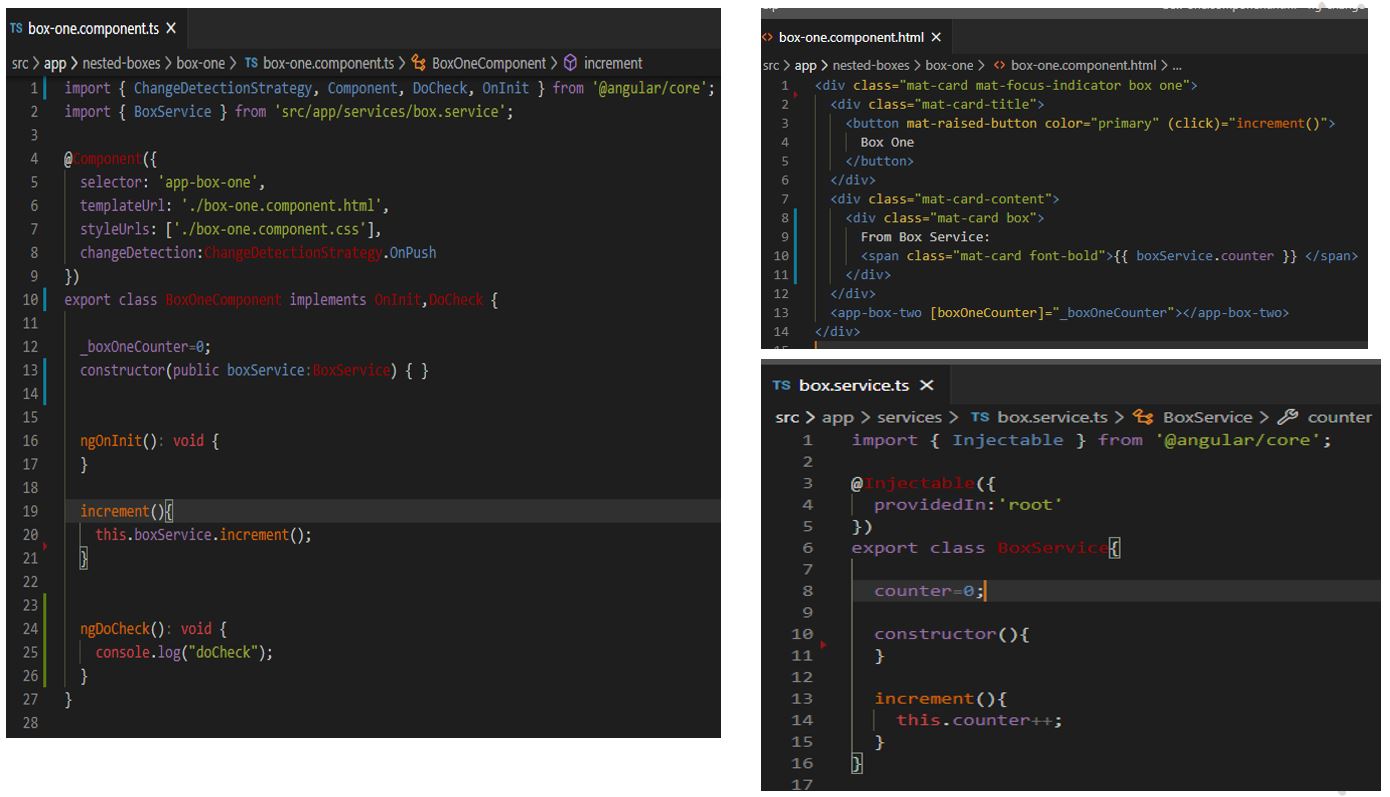 TS box-one.component.ts X
src > app > nested-boxes > box-one > TS box-one.component.ts > BoxOneComponent > increment
1 import { ChangeDetectionStrategy, Component, DoCheck, OnInit } from '@angular/core';
2 import { BoxService } from 'src/app/services/box.service';
3
4 @Component({
5 selector: 'app-box-one',
6 templateUrl: './box-one.component.html',
7 styleUrls: ['./box-one.component.css'],
8 changeDetection:ChangeDetectionStrategy.OnPush
9 })
10 export class BoxOneComponent implements OnInit,DoCheck {
11
12 _boxOneCounter=0;
13 constructor(public boxService:BoxService) { }
14
15
16 ngOnInit(): void {
17 }
18
19 increment(){
20 this.boxService.increment();
21 }
22
23
24 ngDoCheck(): void {
25 console.log("doCheck");
26 }
27 }
28
<> box-one.component.html X
src > app > nested-boxes > box-one > <> box-one.component.html > ...
1 <div class="mat-card mat-focus-indicator box one">
2 <div class="mat-card-title">
3 <button mat-raised-button color="primary" (click)="increment()">
4 Box One
5 </button>
6 </div>
7 <div class="mat-card-content">
8 <div class="mat-card box">
9 From Box Service:
10 <span class="mat-card font-bold">{{ boxService.counter }} </span>
11 </div>
12 </div>
13 <app-box-two [boxOneCounter]="_boxOneCounter"></app-box-two>
14 </div>
15
TS box.service.ts X
src > app > services > TS box.service.ts > BoxService > counter
1 import { Injectable } from '@angular/core';
2
3 @Injectable({
4 providedIn:'root'
5 })
6 export class BoxService{
7
8 counter=0;
9
10 constructor(){
11 }
12
13 increment(){
14 this.counter++;
15 }
16 }
17